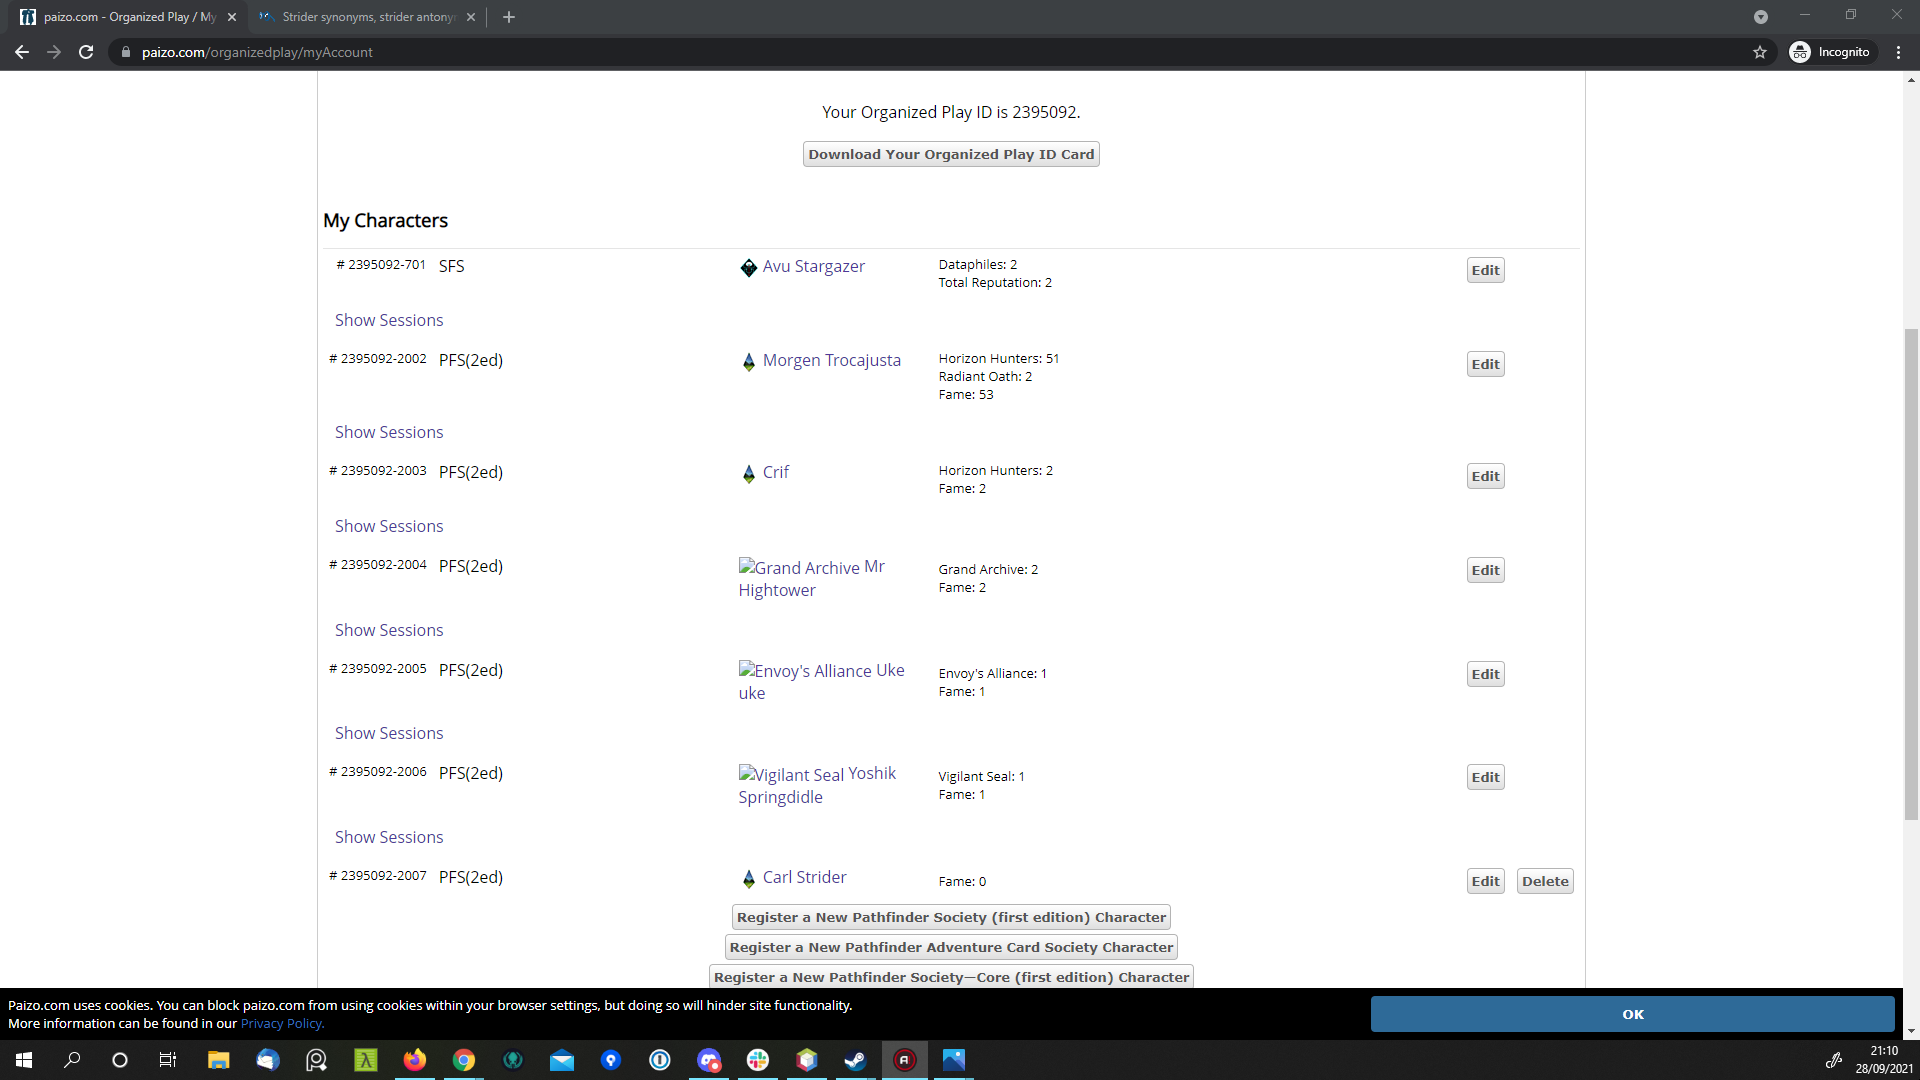 paizo.com - Organized Play / My
Strider synonyms, strider antony
paizo.com/organizedplay/myAccount
Incognito
Your Organized Play ID is 2395092.
Download Your Organized Play ID Card
My Characters
# 2395092-701 SFS Avu Stargazer Dataphiles: 2 Edit
Total Reputation: 2
Show Sessions
# 2395092-2002 PFS(2ed) Morgen Trocajusta Horizon Hunters: 51 Edit
Radiant Oath: 2
Fame: 53
Show Sessions
# 2395092-2003 PFS(2ed) Crif Horizon Hunters: 2 Edit
Fame: 2
Show Sessions
# 2395092-2004 PFS(2ed) Grand Archive Mr Grand Archive: 2 Edit
Hightower Fame: 2
Show Sessions
# 2395092-2005 PFS(2ed) Envoy's Alliance Uke Envoy's Alliance: 1 Edit
uke Fame: 1
Show Sessions
# 2395092-2006 PFS(2ed) Vigilant Seal Yoshik Vigilant Seal: 1 Edit
Springdidle Fame: 1
Show Sessions
# 2395092-2007 PFS(2ed) Carl Strider Fame: 0 Edit Delete
Register a New Pathfinder Society (first edition) Character
Register a New Pathfinder Adventure Card Society Character
Register a New Pathfinder Society—Core (first edition) Character
Paizo.com uses cookies. You can block paizo.com from using cookies within your browser settings, but doing so will hinder site functionality.
More information can be found in our Privacy Policy.
OK
21:10
28/09/2021